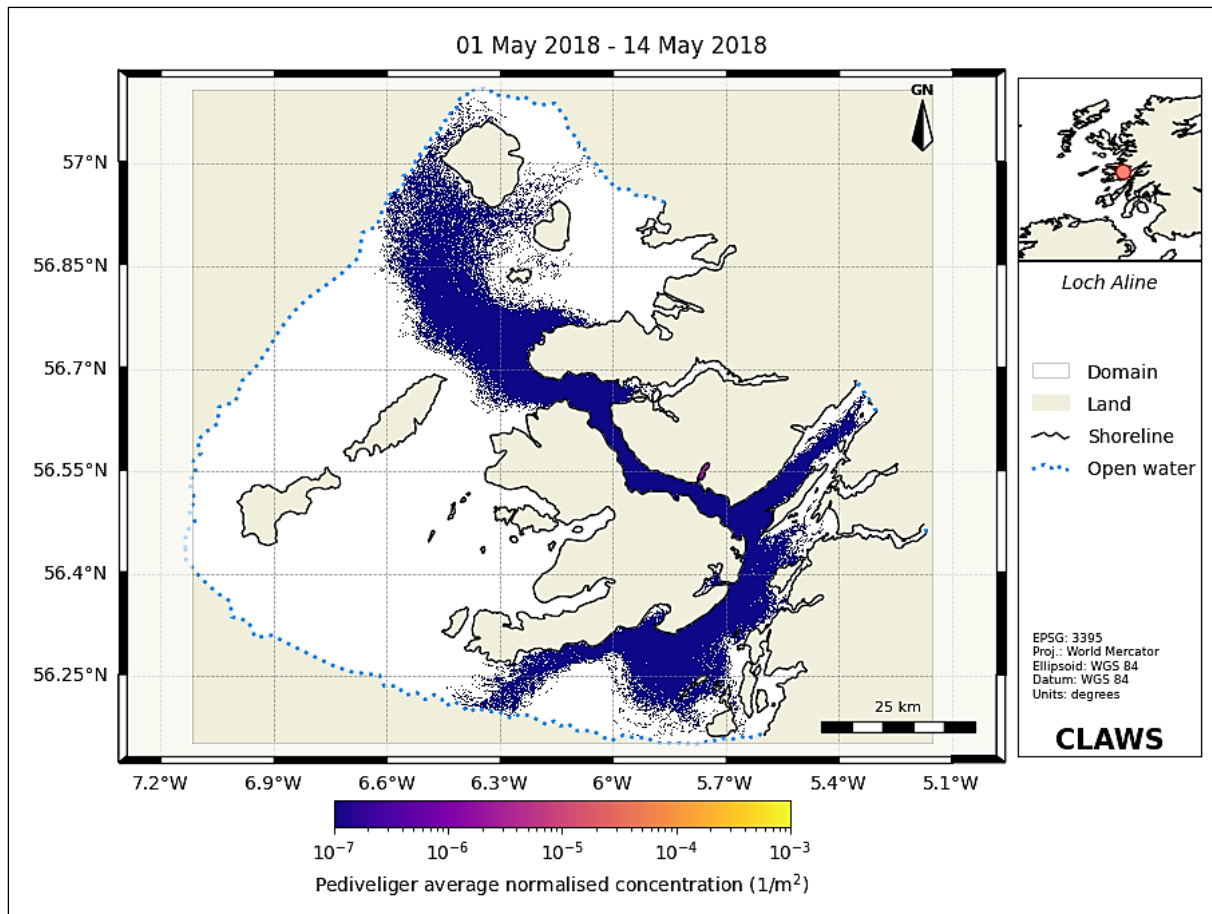 01 May 2018 - 14 May 2018
GN
57°N
56.85°N
56.7°N
56.55°N
56.4°N
56.25°N
7.2°W 6.9°W 6.6°W 6.3°W 6°W 5.7°W 5.4°W 5.1°W
25 km
Loch Aline
Domain
Land
Shoreline
Open water
EPSG: 3395
Proj.: World Mercator
Ellipsoid: WGS 84
Datum: WGS 84
Units: degrees
CLAWS
10⁻⁷ 10⁻⁶ 10⁻⁵ 10⁻⁴ 10⁻³
Pediveliger average normalised concentration (1/m²)